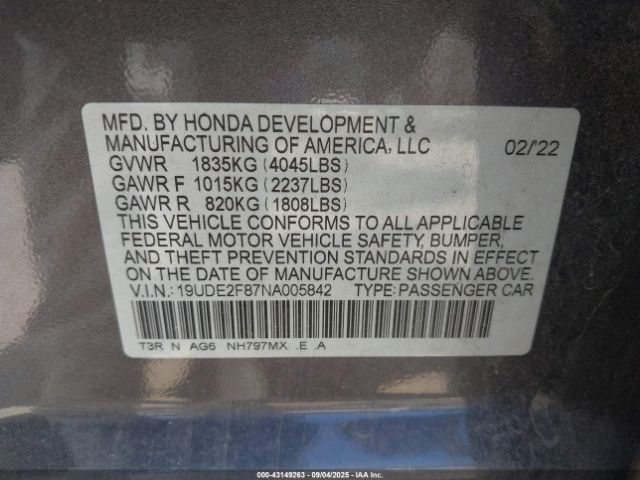 MFD. BY HONDA DEVELOPMENT &
MANUFACTURING OF AMERICA, LLC 02/'22
GVWR 1835KG (4045LBS)
GAWR F 1015KG (2237LBS)
GAWR R 820KG (1808LBS)
THIS VEHICLE CONFORMS TO ALL APPLICABLE
FEDERAL MOTOR VEHICLE SAFETY, BUMPER,
AND THEFT PREVENTION STANDARDS IN EFFECT
ON THE DATE OF MANUFACTURE SHOWN ABOVE.
V.I.N.: 19UDE2F87NA005842 TYPE:PASSENGER CAR
T3R N AG6 NH797MX .E .A
000-43149263 - 09/04/2025 - IAA Inc.